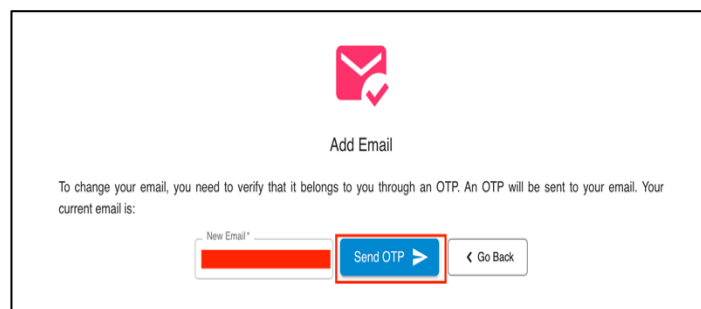 Add Email
To change your email, you need to verify that it belongs to you through an OTP. An OTP will be sent to your email. Your
current email is:
New Email *
Send OTP
Go Back